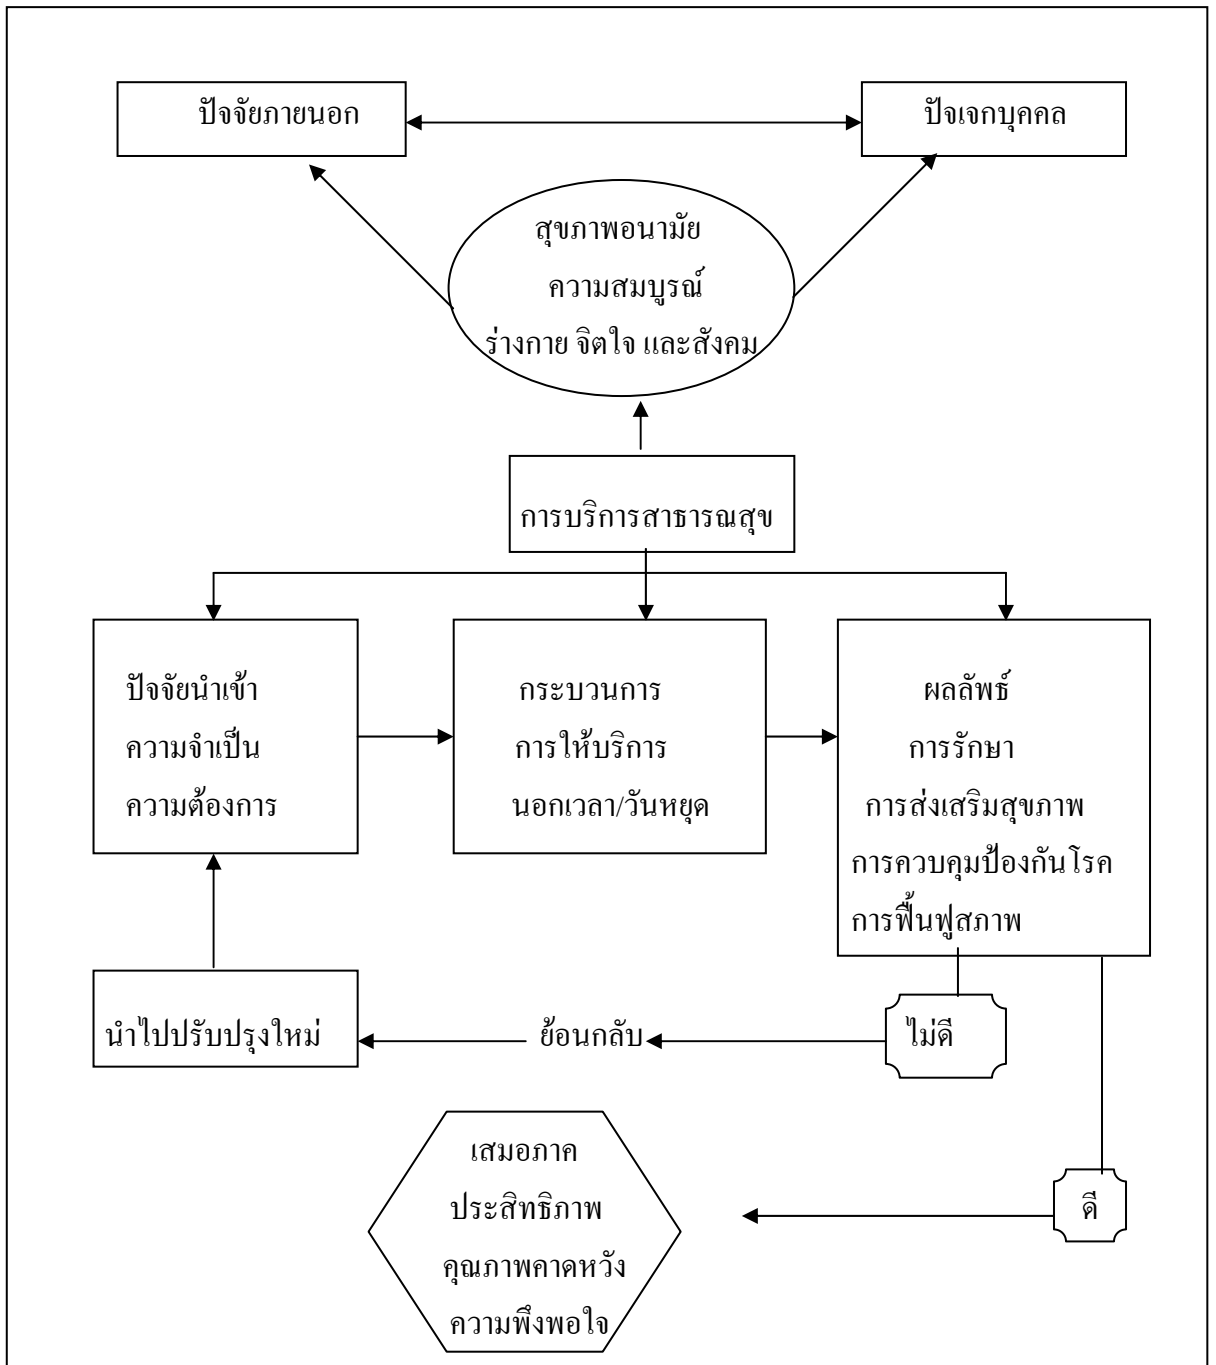 ปัจจัยภายนอก
ปัจเจกบุคคล
สุขภาพอนามัย
ความสมบูรณ์
ร่างกาย จิตใจ และสังคม
การบริการสาธารณสุข
ปัจจัยนำเข้า
ความจำเป็น
ความต้องการ
กระบวนการ
การให้บริการ
นอกเวลา/วันหยุด
ผลลัพธ์
การรักษา
การส่งเสริมสุขภาพ
การควบคุมป้องกันโรค
การฟื้นฟูสภาพ
นำไปปรับปรุงใหม่
ย้อนกลับ
ไม่ดี
เสมอภาค
ประสิทธิภาพ
คุณภาพคาดหวัง
ความพึงพอใจ
ดี